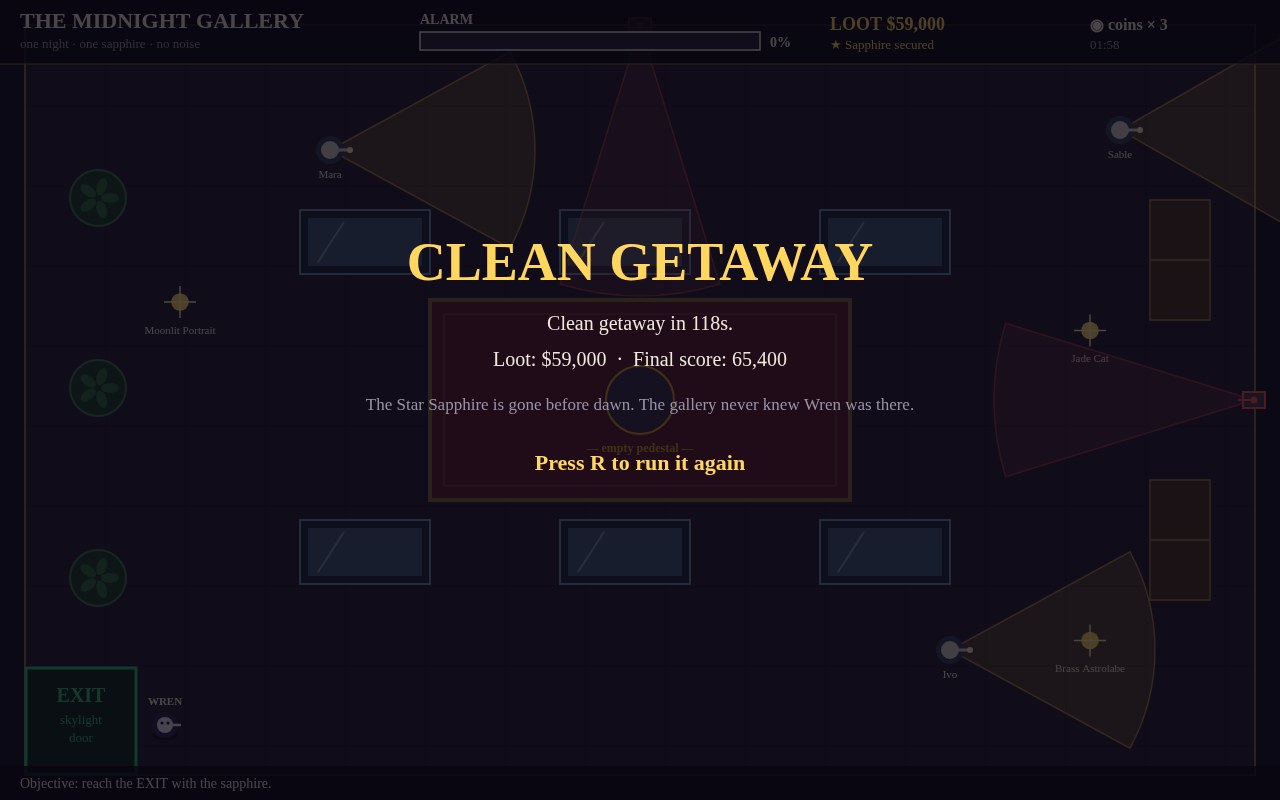 THE MIDNIGHT GALLERY
one night · one sapphire · no noise
ALARM
0%
LOOT $59,000
★ Sapphire secured
◉ coins × 3
01:58
Mara
Sable
CLEAN GETAWAY
Clean getaway in 118s.
Moonlit Portrait
Loot: $59,000 · Final score: 65,400
Jade Cat
The Star Sapphire is gone before dawn. The gallery never knew Wren was there.
— empty pedestal —
Press R to run it again
Ivo
Brass Astrolabe
EXIT
skylight
door
WREN
Objective: reach the EXIT with the sapphire.